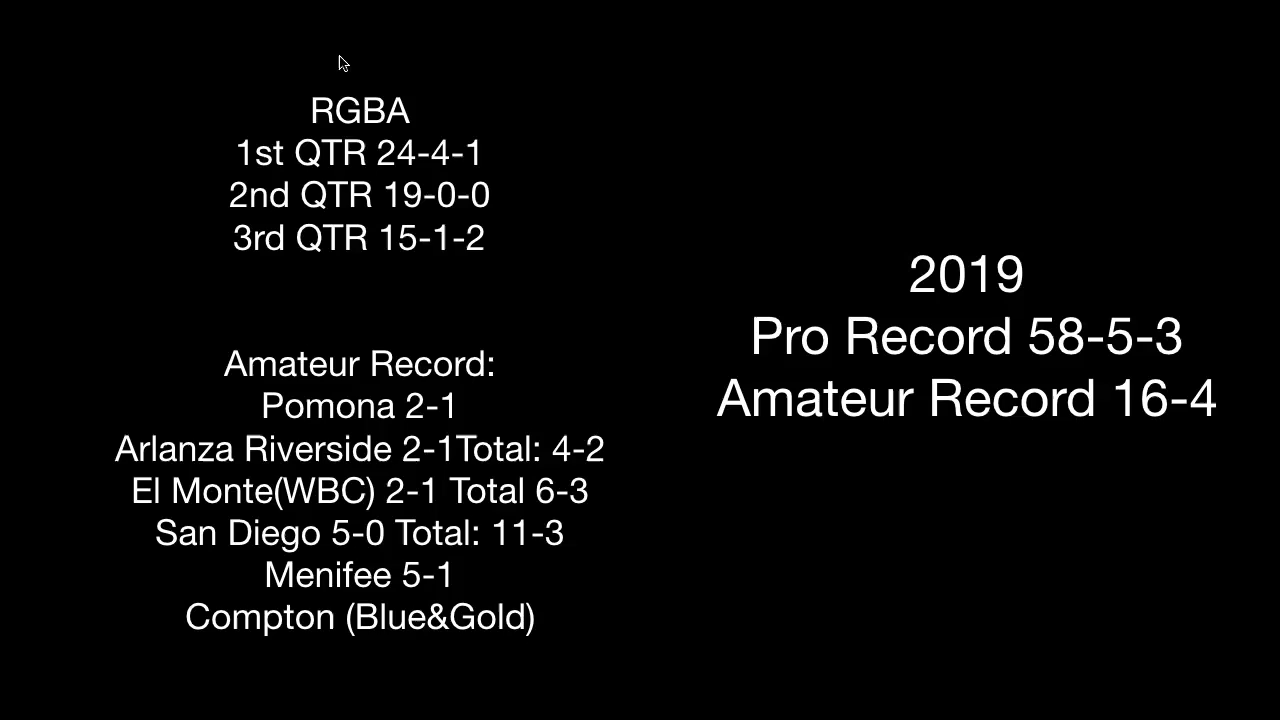 RGBA
1st QTR 24-4-1
2nd QTR 19-0-0
3rd QTR 15-1-2
Amateur Record:
Pomona 2-1
Arlanza Riverside 2-1Total: 4-2
El Monte(WBC) 2-1 Total 6-3
San Diego 5-0 Total: 11-3
Menifee 5-1
Compton (Blue&Gold)
2019
Pro Record 58-5-3
Amateur Record 16-4